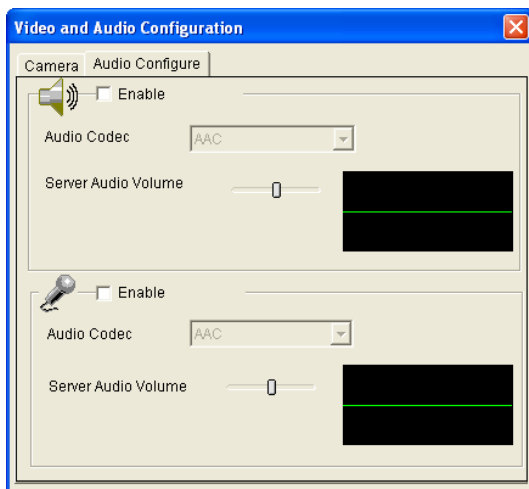 Video and Audio Configuration
Camera
Audio Configure
Enable
Audio Codec
AAC
Server Audio Volume
Enable
Audio Codec
AAC
Server Audio Volume